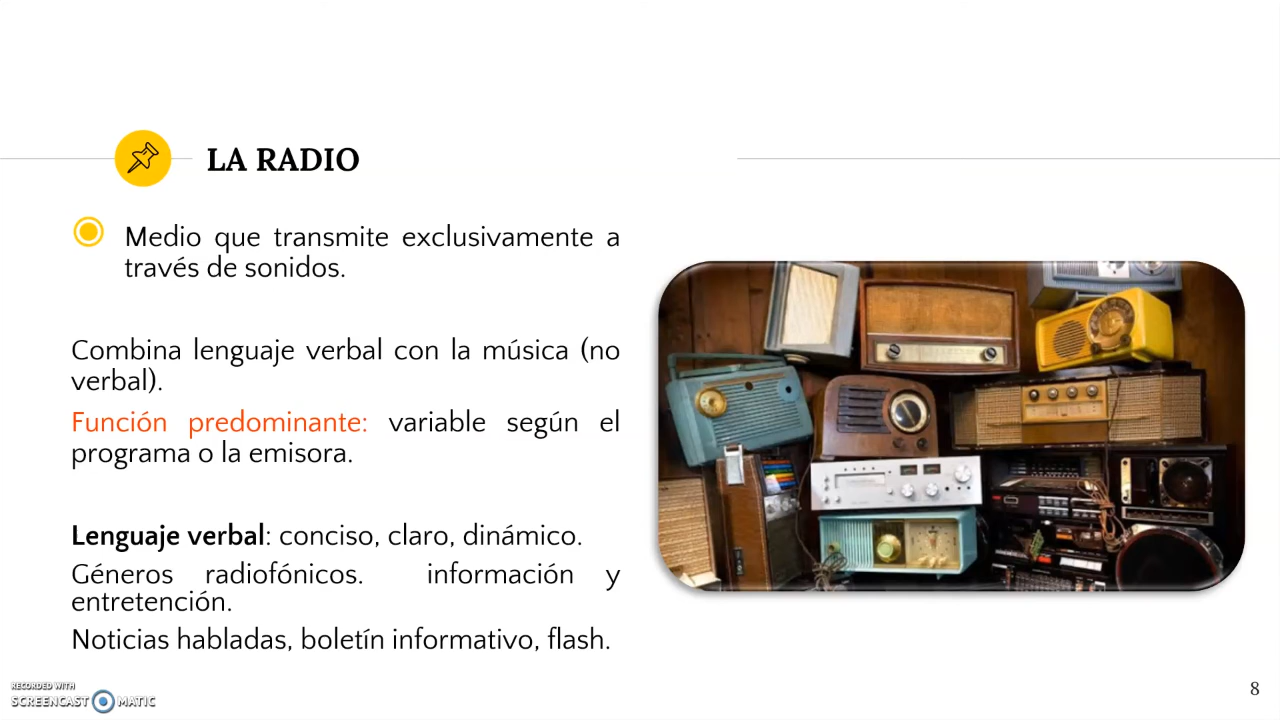 LA RADIO
Medio que transmite exclusivamente a
través de sonidos.
Combina lenguaje verbal con la música (no
verbal).
Función predominante: variable según el
programa o la emisora.
Lenguaje verbal: conciso, claro, dinámico.
Géneros radiofónicos. información y
entretención.
Noticias habladas, boletín informativo, flash.
RECORDED WITH
SCREENCAST MATIC
8